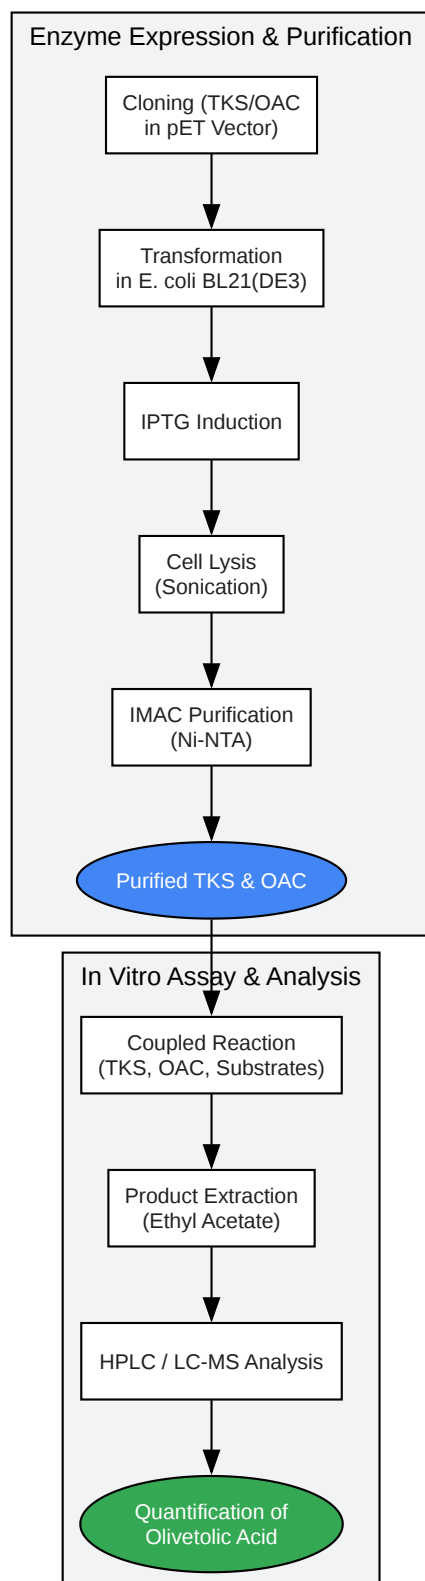 Enzyme Expression & Purification
Cloning (TKS/OAC
in pET Vector)
Transformation
in E. coli BL21(DE3)
IPTG Induction
Cell Lysis
(Sonication)
IMAC Purification
(Ni-NTA)
Purified TKS & OAC
In Vitro Assay & Analysis
Coupled Reaction
(TKS, OAC, Substrates)
Product Extraction
(Ethyl Acetate)
HPLC / LC-MS Analysis
Quantification of
Olivetolic Acid